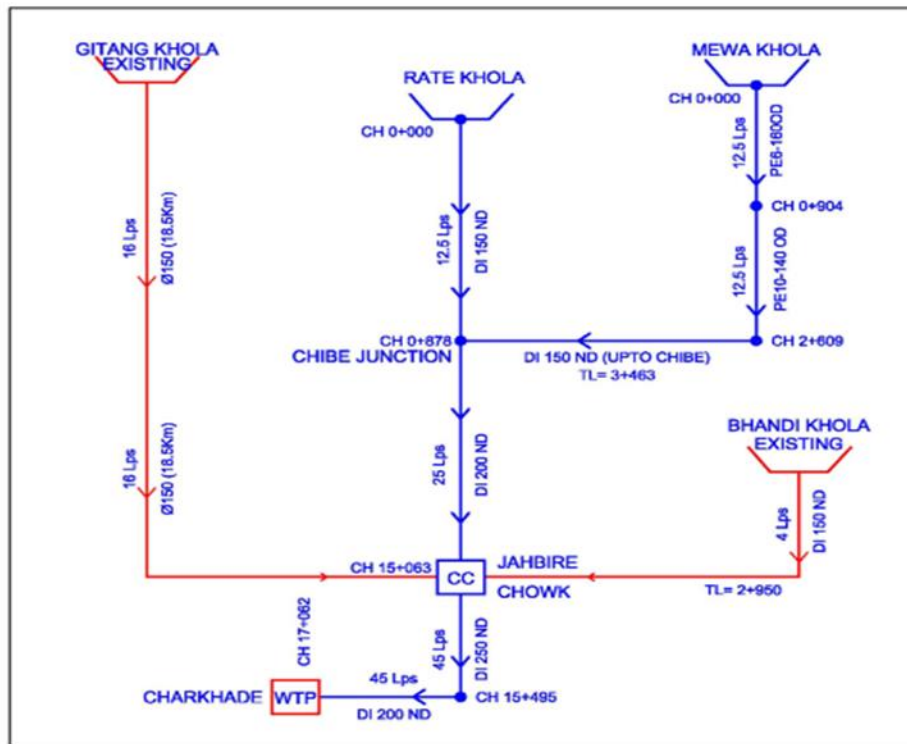 GITANG KHOLA
EXISTING
RATE KHOLA
MEWA KHOLA
CH 0+000
CH 0+000
12.5 Lps
PE6-160OD
CH 0+904
16 Lps
Ø150 (18.5Km)
12.5 Lps
DI 150 ND
12.5 Lps
PE10-140 OD
CH 0+878
CHIBE JUNCTION
DI 150 ND (UPTO CHIBE)
TL= 3+463
CH 2+609
BHANDI KHOLA
EXISTING
16 Lps
Ø150 (18.5Km)
25 Lps
DI 200 ND
4 Lps
DI 150 ND
CH 15+063
CC
JAHBIRE
CHOWK
TL= 2+950
CH 17+062
45 Lps
DI 250 ND
CHARKHADE
WTP
45 Lps
DI 200 ND
CH 15+495